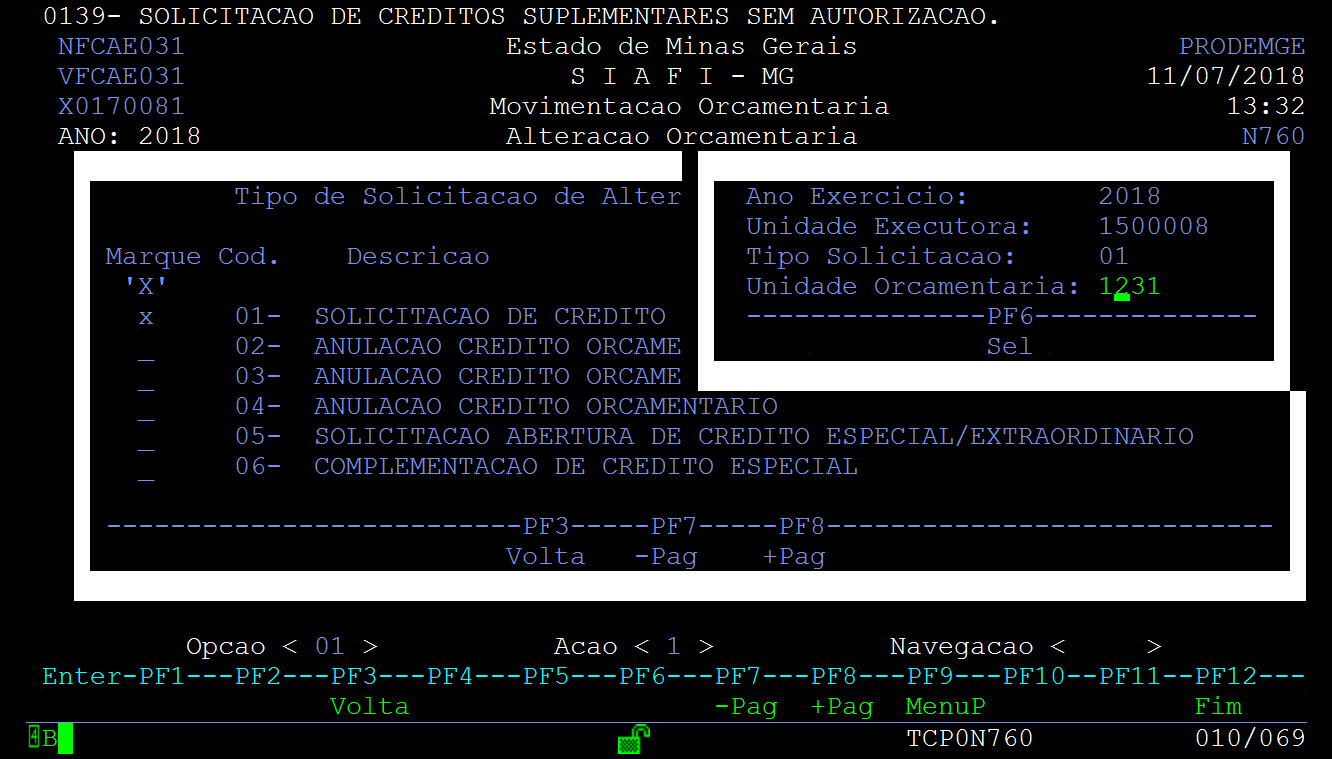 0139- SOLICITACAO DE CREDITOS SUPLEMENTARES SEM AUTORIZACAO.
NFCAE031 Estado de Minas Gerais PRODEMGE
VFCAE031 S I A F I - MG 11/07/2018
X0170081 Movimentacao Orcamentaria 13:32
ANO: 2018 Alteracao Orcamentaria N760
Tipo de Solicitacao de Alter Ano Exercicio: 2018
Unidade Executora: 1500008
Marque Cod. Descricao Tipo Solicitacao: 01
'X' Unidade Orcamentaria: 1231
x 01- SOLICITACAO DE CREDITO ---------------PF6--------------
_ 02- ANULACAO CREDITO ORCAME Sel
_ 03- ANULACAO CREDITO ORCAME
_ 04- ANULACAO CREDITO ORCAMENTARIO
_ 05- SOLICITACAO ABERTURA DE CREDITO ESPECIAL/EXTRAORDINARIO
_ 06- COMPLEMENTACAO DE CREDITO ESPECIAL
--------------------------PF3-----PF7-----PF8----------------------------
Volta -Pag +Pag
Opcao < 01 > Acao < 1 > Navegacao < >
Enter-PF1---PF2---PF3---PF4---PF5---PF6---PF7---PF8---PF9---PF10--PF11--PF12---
Volta -Pag +Pag MenuP Fim
4B TCP0N760 010/069